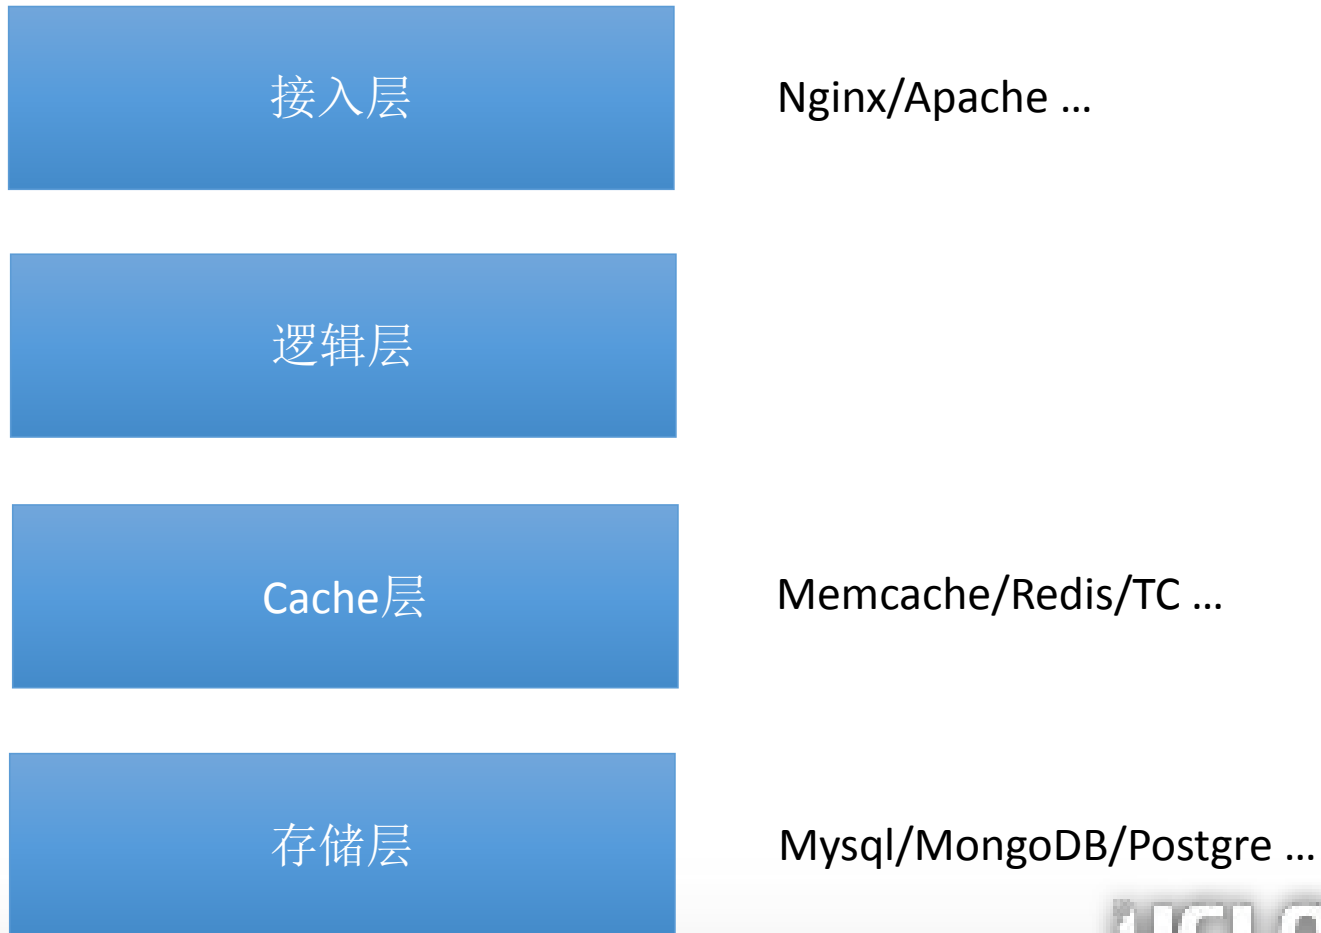 接入层
Nginx/Apache ...
逻辑层
Cache层
Memcache/Redis/TC ...
存储层
Mysql/MongoDB/Postgre ...